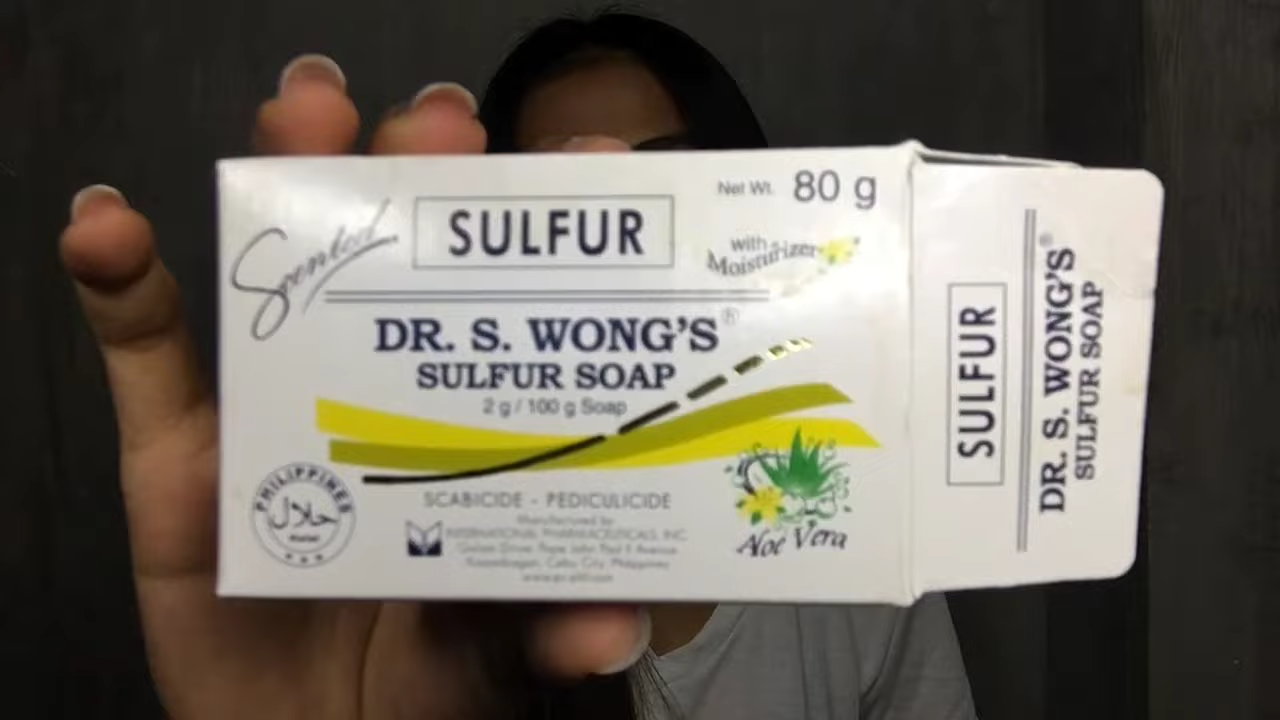 Scented
SULFUR
Net Wt. 80 g
with
Moisturizer
DR. S. WONG'S®
SULFUR SOAP
2 g / 100 g Soap
PHILIPPINES
حلال
SCABICIDE - PEDICULICIDE
Manufactured by
INTERNATIONAL PHARMACEUTICALS, INC.
Cebu City, Philippines
Aloe Vera
SULFUR
DR. S. WONG'S®
SULFUR SOAP